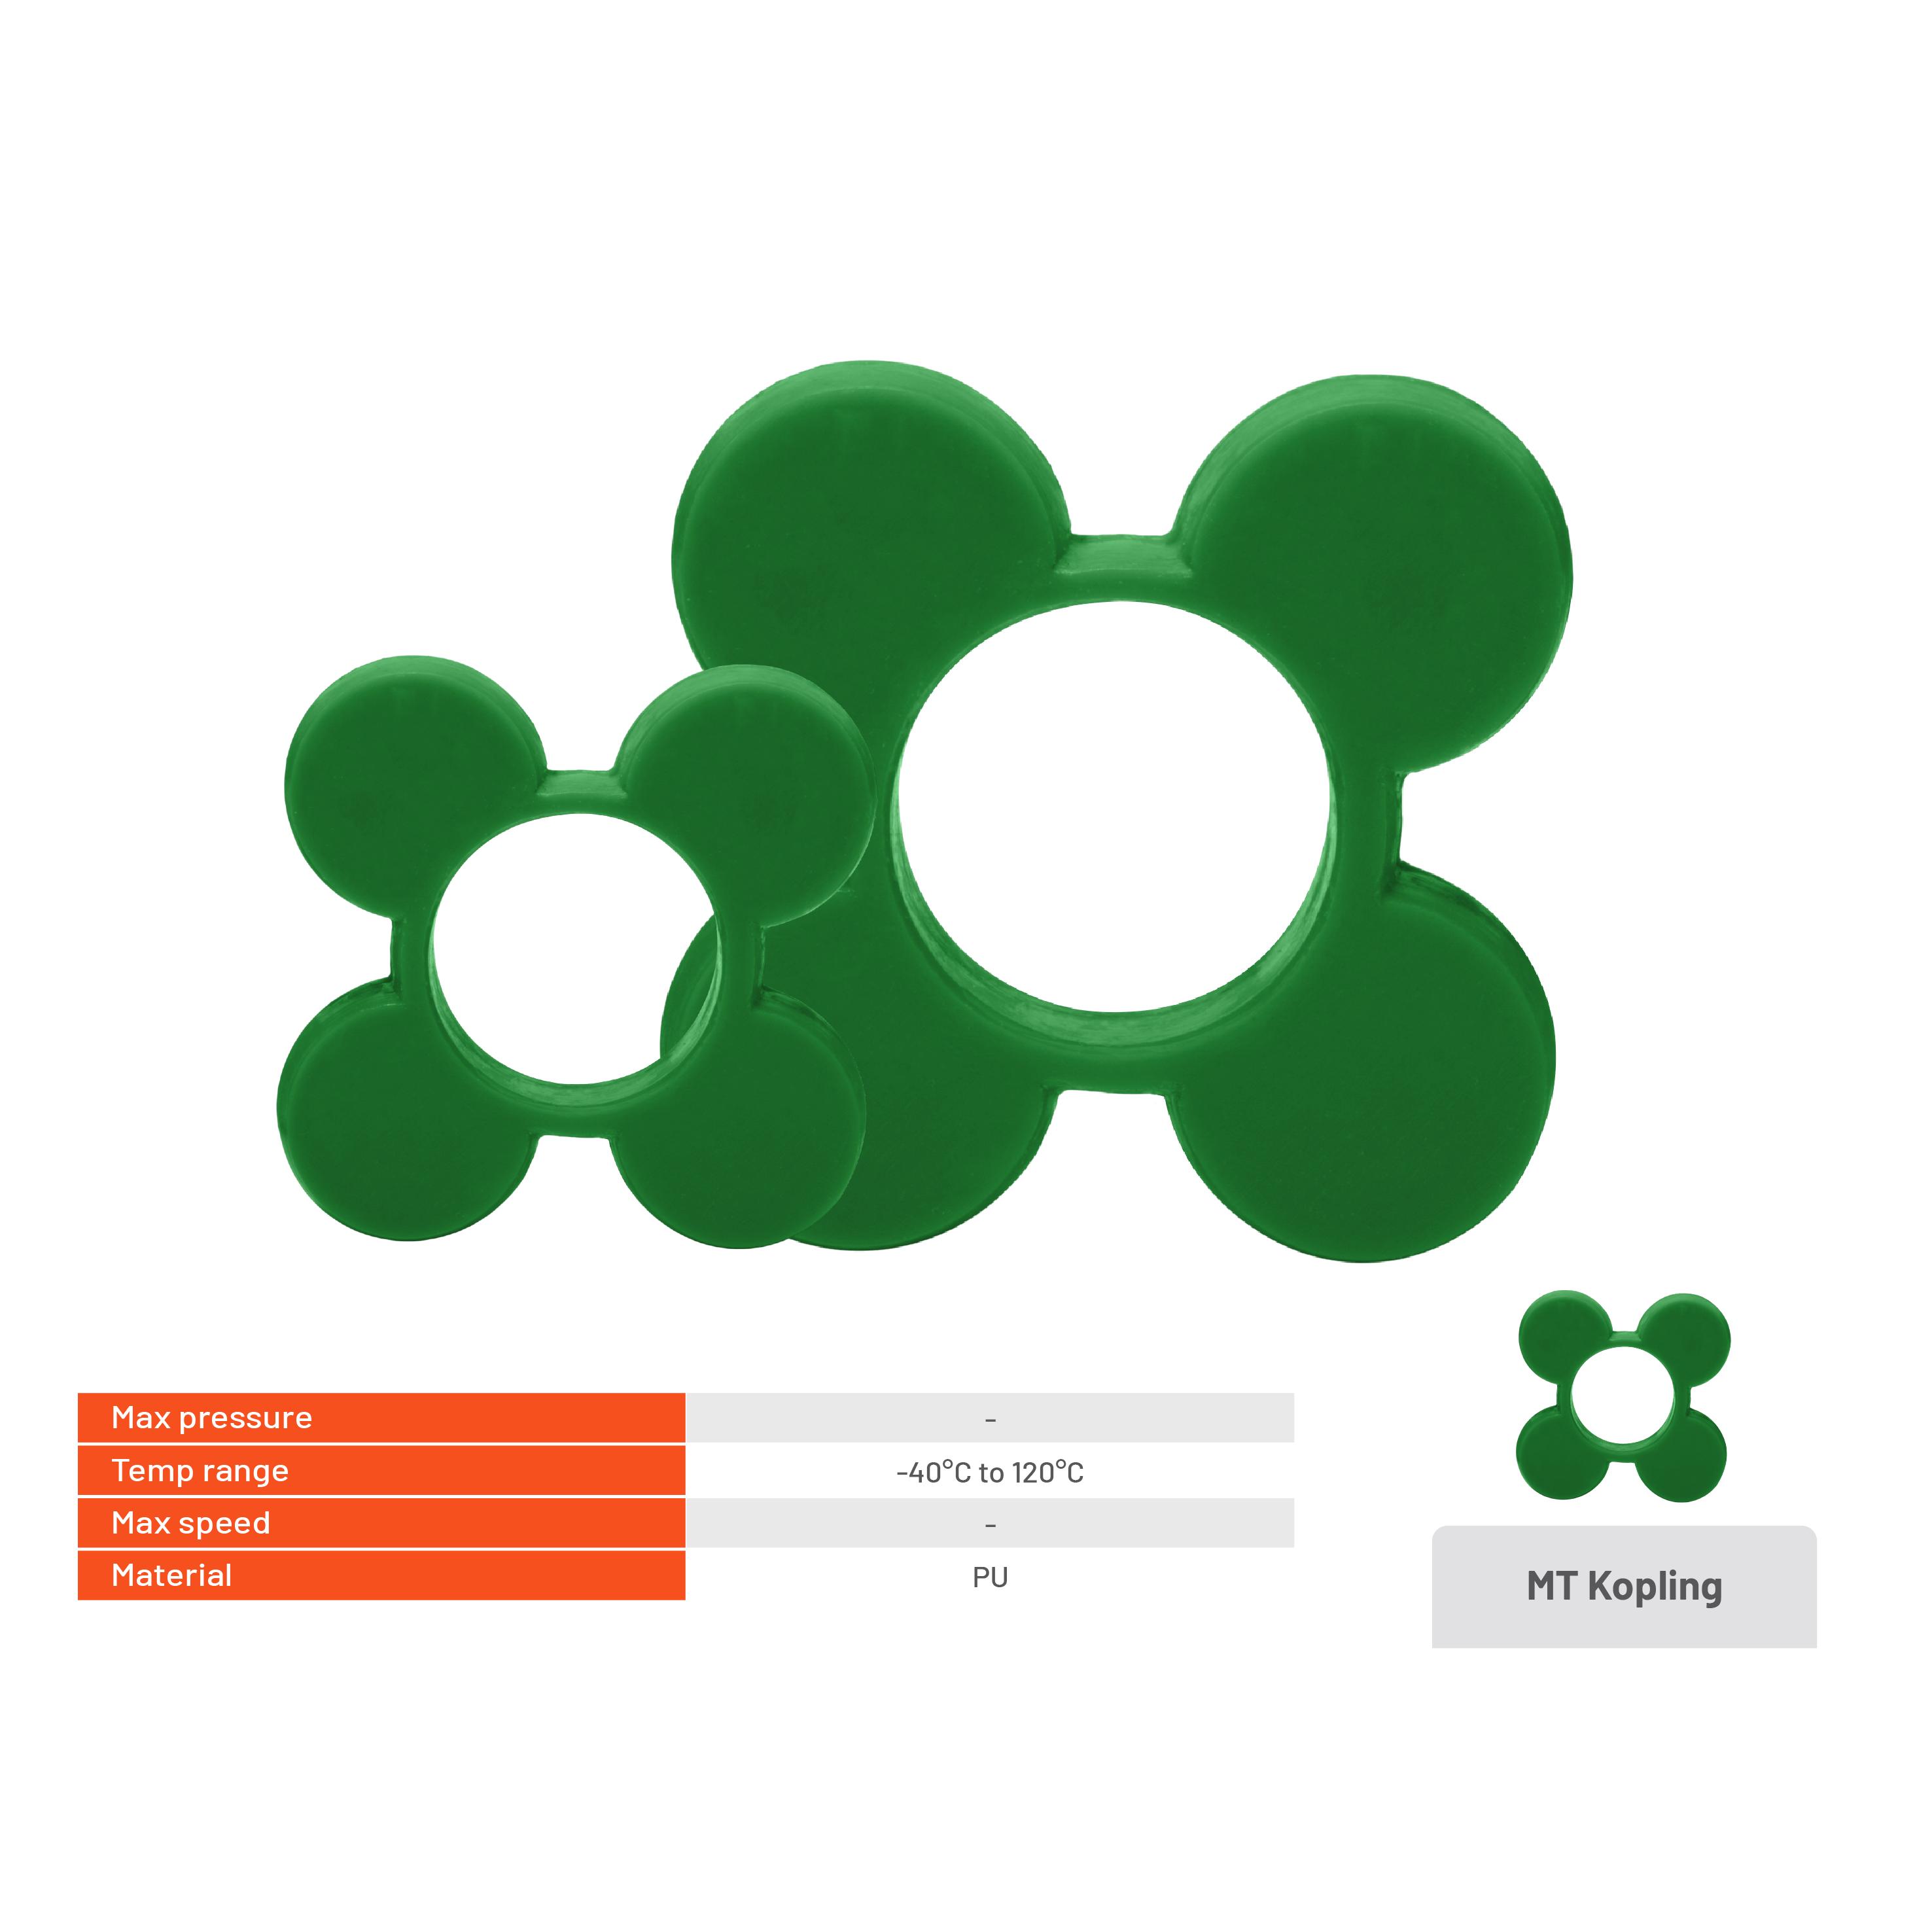 Max pressure -
Temp range -40°C to 120°C
Max speed -
Material PU
MT Kopling